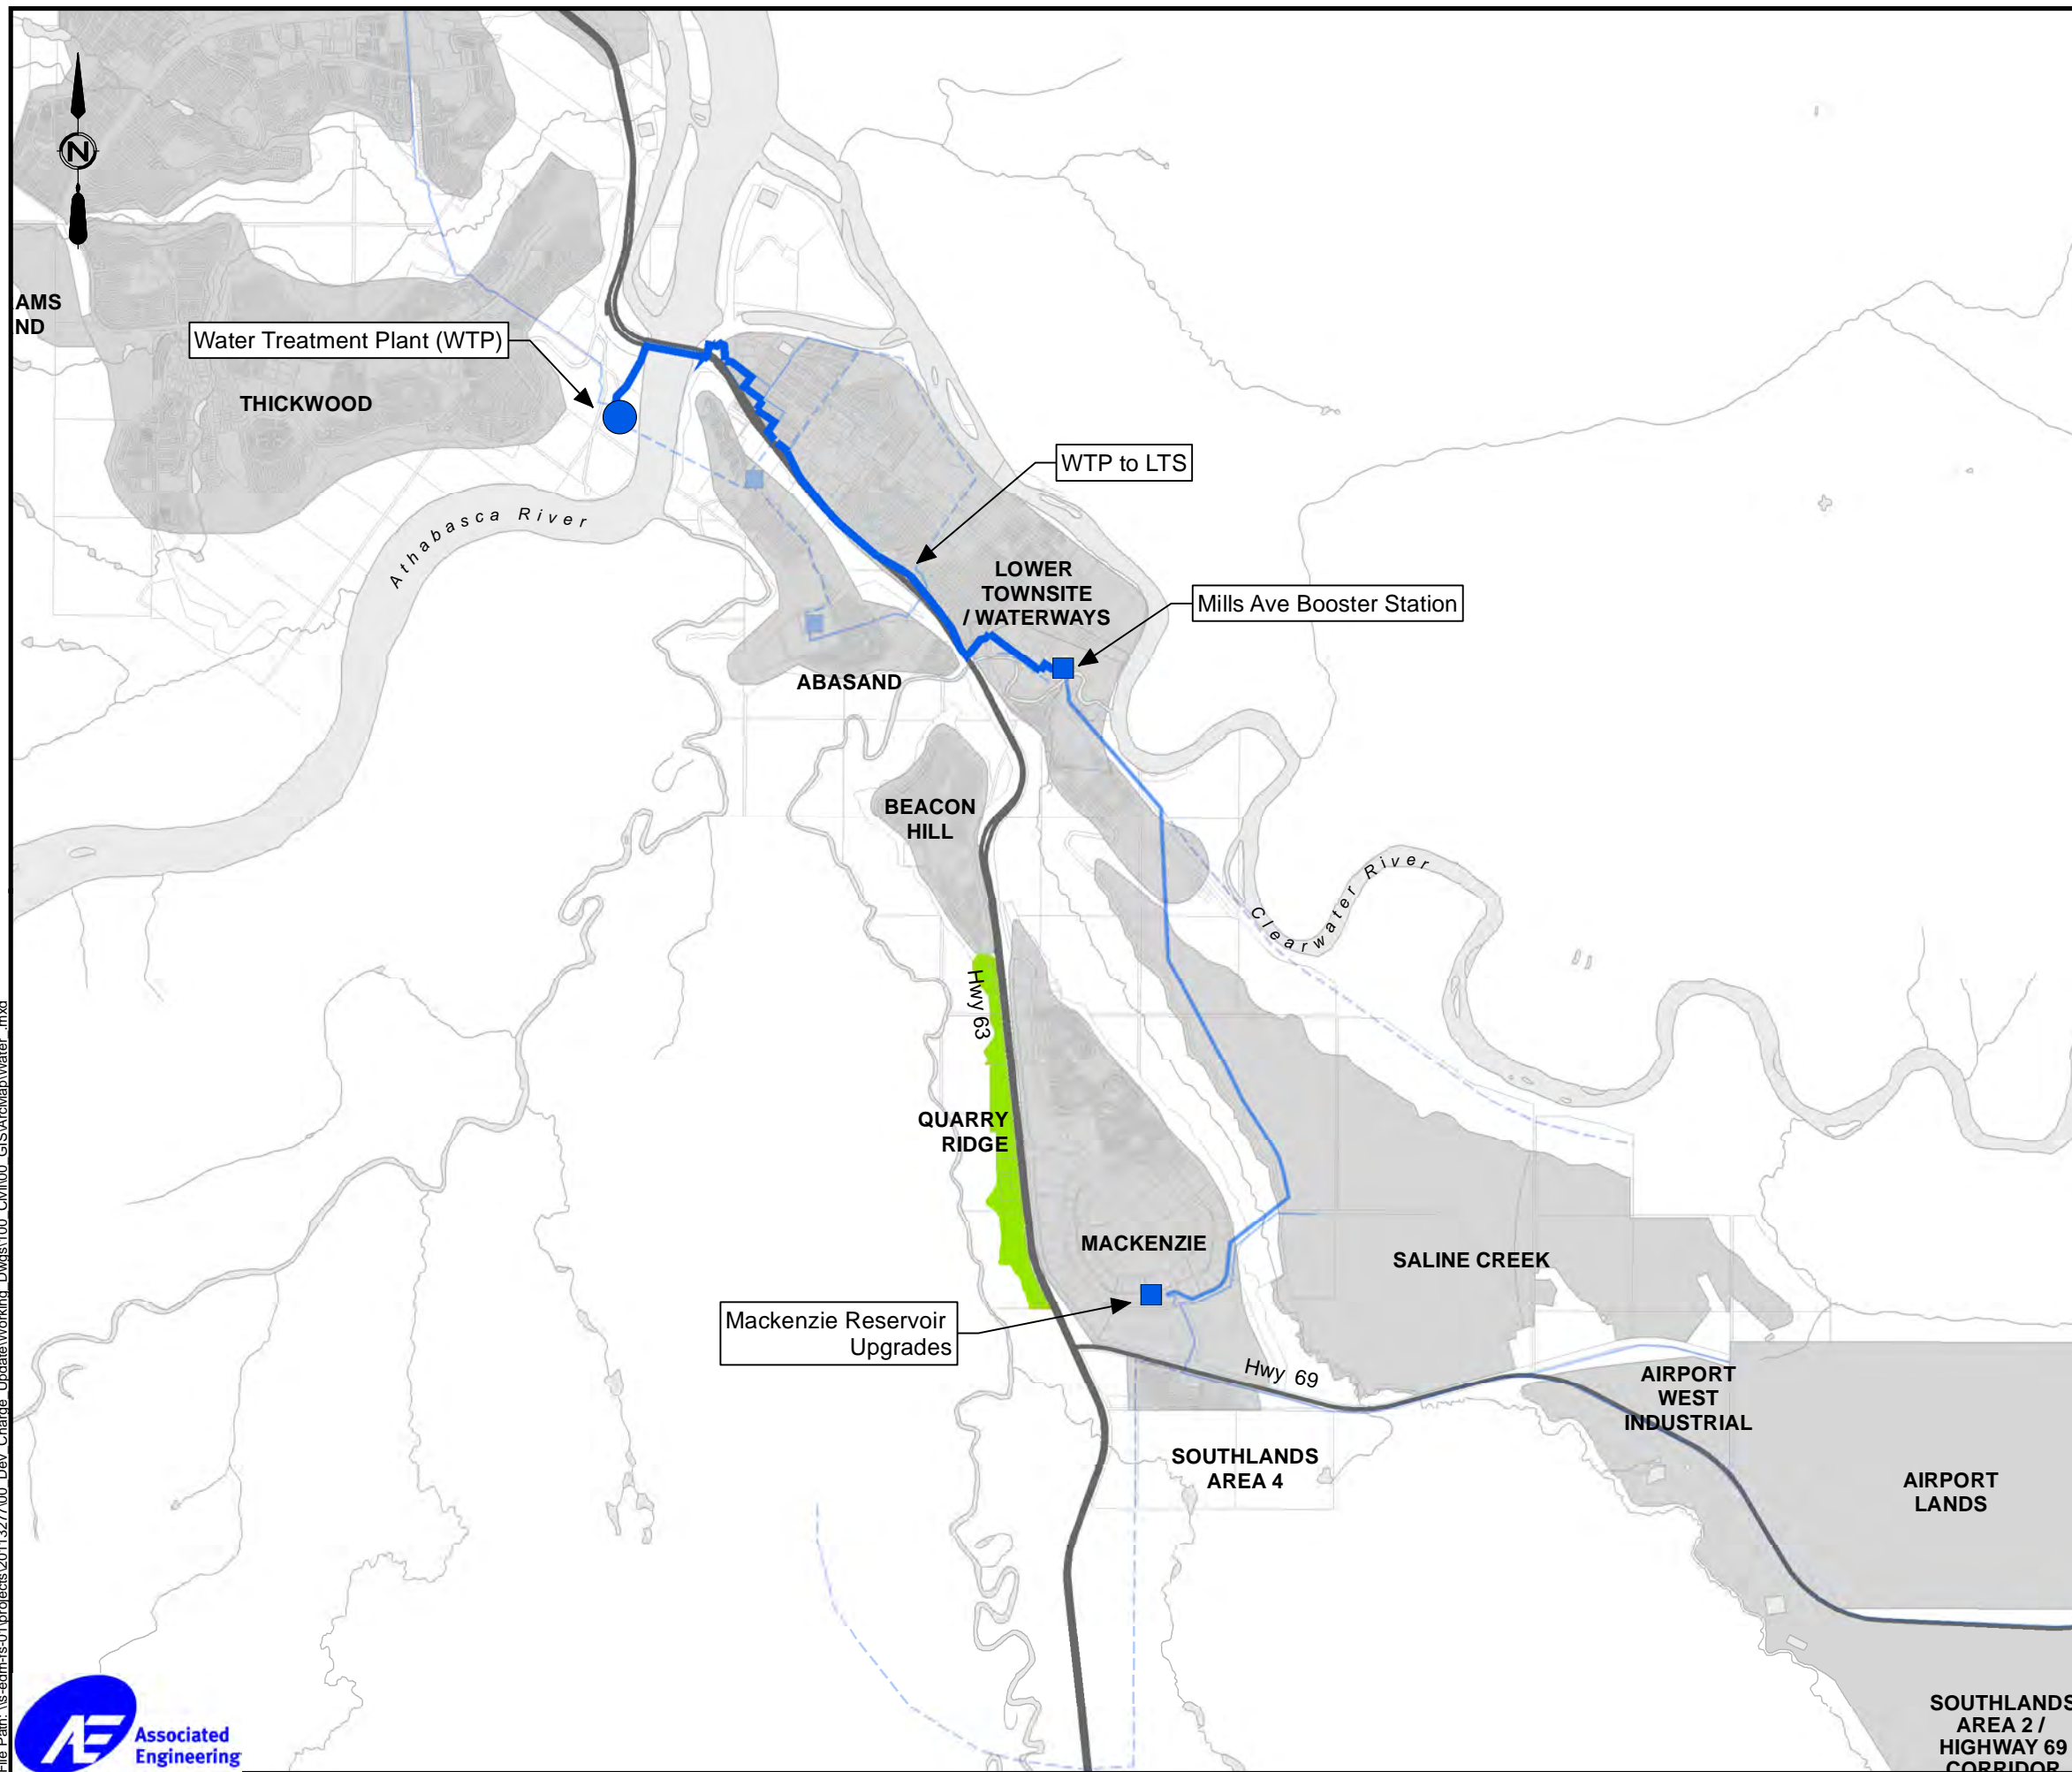 N
AMS
ND
Water Treatment Plant (WTP)
THICKWOOD
WTP to LTS
Athabasca River
LOWER
TOWNSITE
/ WATERWAYS
Mills Ave Booster Station
ABASAND
BEACON
HILL
Clearwater River
Hwy 63
QUARRY
RIDGE
MACKENZIE
SALINE CREEK
Mackenzie Reservoir
Upgrades
Hwy 69
AIRPORT
WEST
INDUSTRIAL
SOUTHLANDS
AREA 4
AIRPORT
LANDS
SOUTHLANDS
AREA 2 /
HIGHWAY 69
CORRIDOR
AE
Associated
Engineering